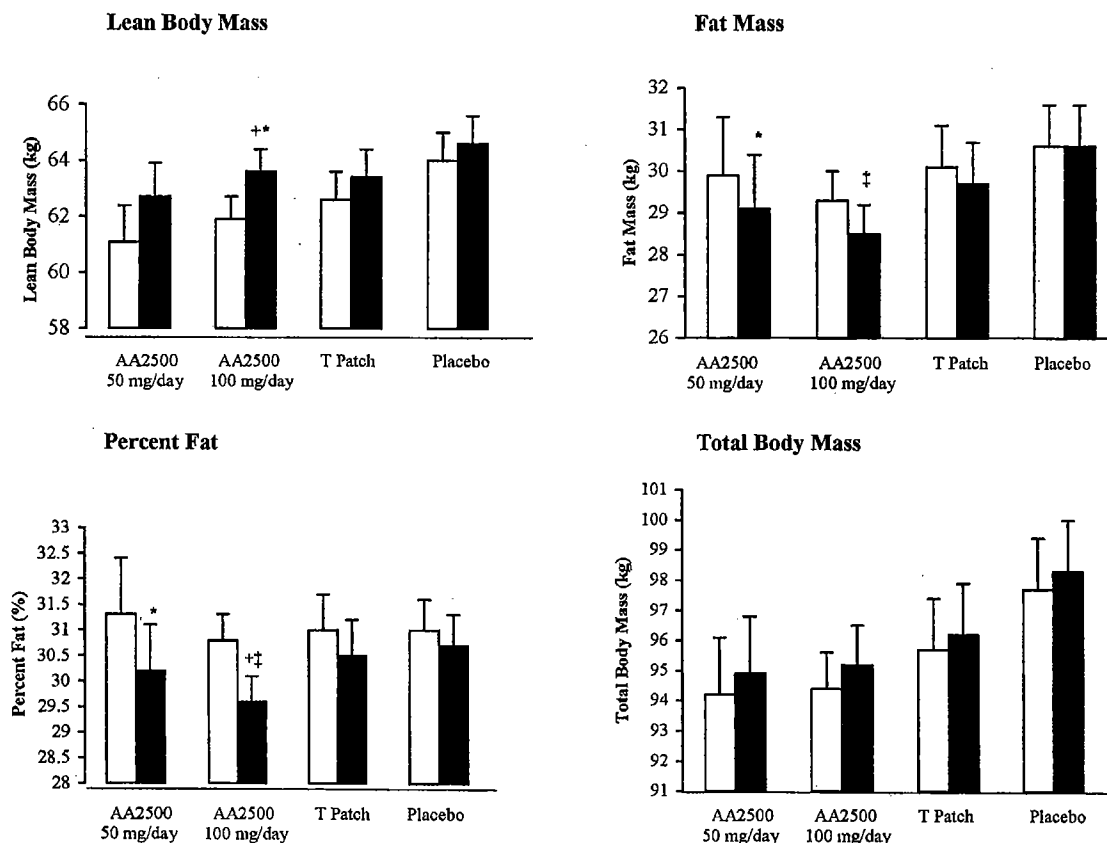 Lean Body Mass
Lean Body Mass (kg)
66
64
62
60
58
+*
AA2500
50 mg/day
AA2500
100 mg/day
T Patch
Placebo
Fat Mass
Fat Mass (kg)
32
31
30
29
28
27
26
*
‡
AA2500
50 mg/day
AA2500
100 mg/day
T Patch
Placebo
Percent Fat
Percent Fat (%)
33
32.5
32
31.5
31
30.5
30
29.5
29
28.5
28
*
+‡
AA2500
50 mg/day
AA2500
100 mg/day
T Patch
Placebo
Total Body Mass
Total Body Mass (kg)
101
100
99
98
97
96
95
94
93
92
91
AA2500
50 mg/day
AA2500
100 mg/day
T Patch
Placebo